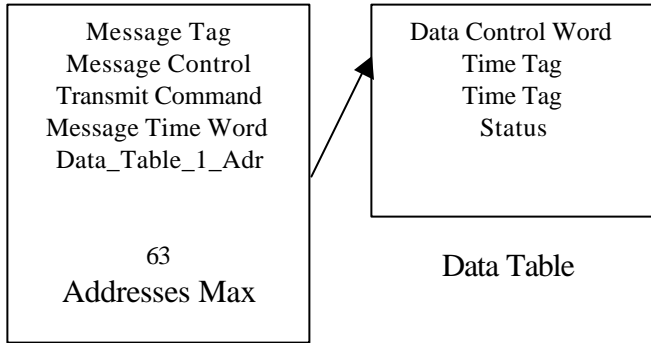 Message Tag
Message Control
Transmit Command
Message Time Word
Data_Table_1_Adr
63
Addresses Max
Data Control Word
Time Tag
Time Tag
Status
Data Table